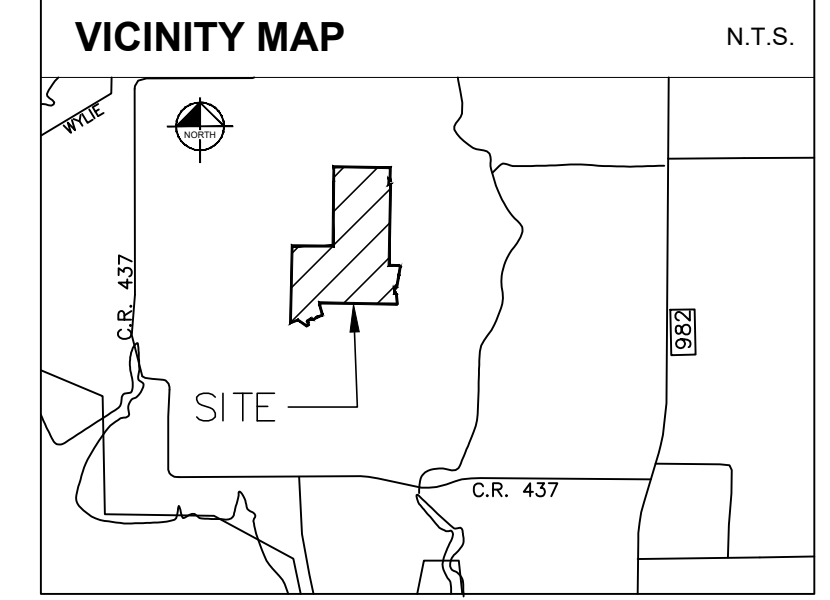 VICINITY MAP
N.T.S.
WYLIE
NORTH
C.R. 437
982
SITE
C.R. 437